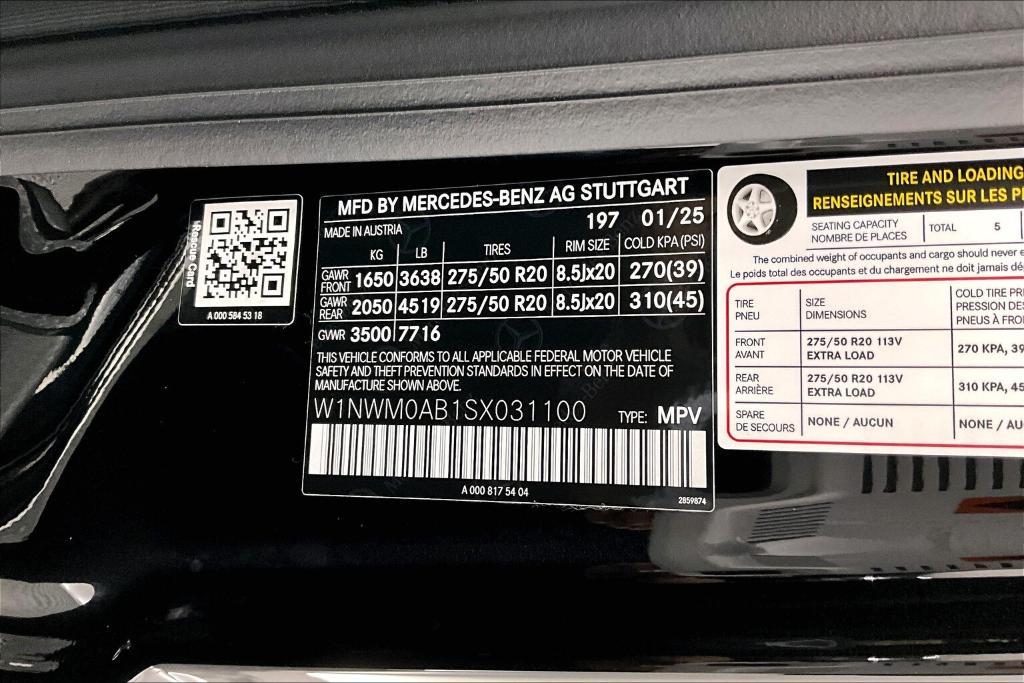 Rescue Card
A 000 584 53 18
MFD BY MERCEDES-BENZ AG STUTTGART
MADE IN AUSTRIA 197 01/25
KG LB TIRES RIM SIZE COLD KPA (PSI)
GAWR FRONT 1650 3638 275/50 R20 8.5Jx20 270(39)
GAWR REAR 2050 4519 275/50 R20 8.5Jx20 310(45)
GVWR 3500 7716
THIS VEHICLE CONFORMS TO ALL APPLICABLE FEDERAL MOTOR VEHICLE
SAFETY AND THEFT PREVENTION STANDARDS IN EFFECT ON THE DATE OF
MANUFACTURE SHOWN ABOVE.
W1NWM0AB1SX031100 TYPE: MPV
A 000 817 54 04
2859874
TIRE AND LOADING
RENSEIGNEMENTS SUR LES
SEATING CAPACITY
NOMBRE DE PLACES
TOTAL 5
The combined weight of occupants and cargo should never
Le poids total des occupants et du chargement ne doit jamais
TIRE
PNEU
SIZE
DIMENSIONS
COLD TIRE
PRESSION DES
PNEUS À
FRONT
AVANT
275/50 R20 113V
EXTRA LOAD
270 KPA, 39
REAR
ARRIÈRE
275/50 R20 113V
EXTRA LOAD
310 KPA, 45
SPARE
DE SECOURS
NONE / AUCUN
NONE /